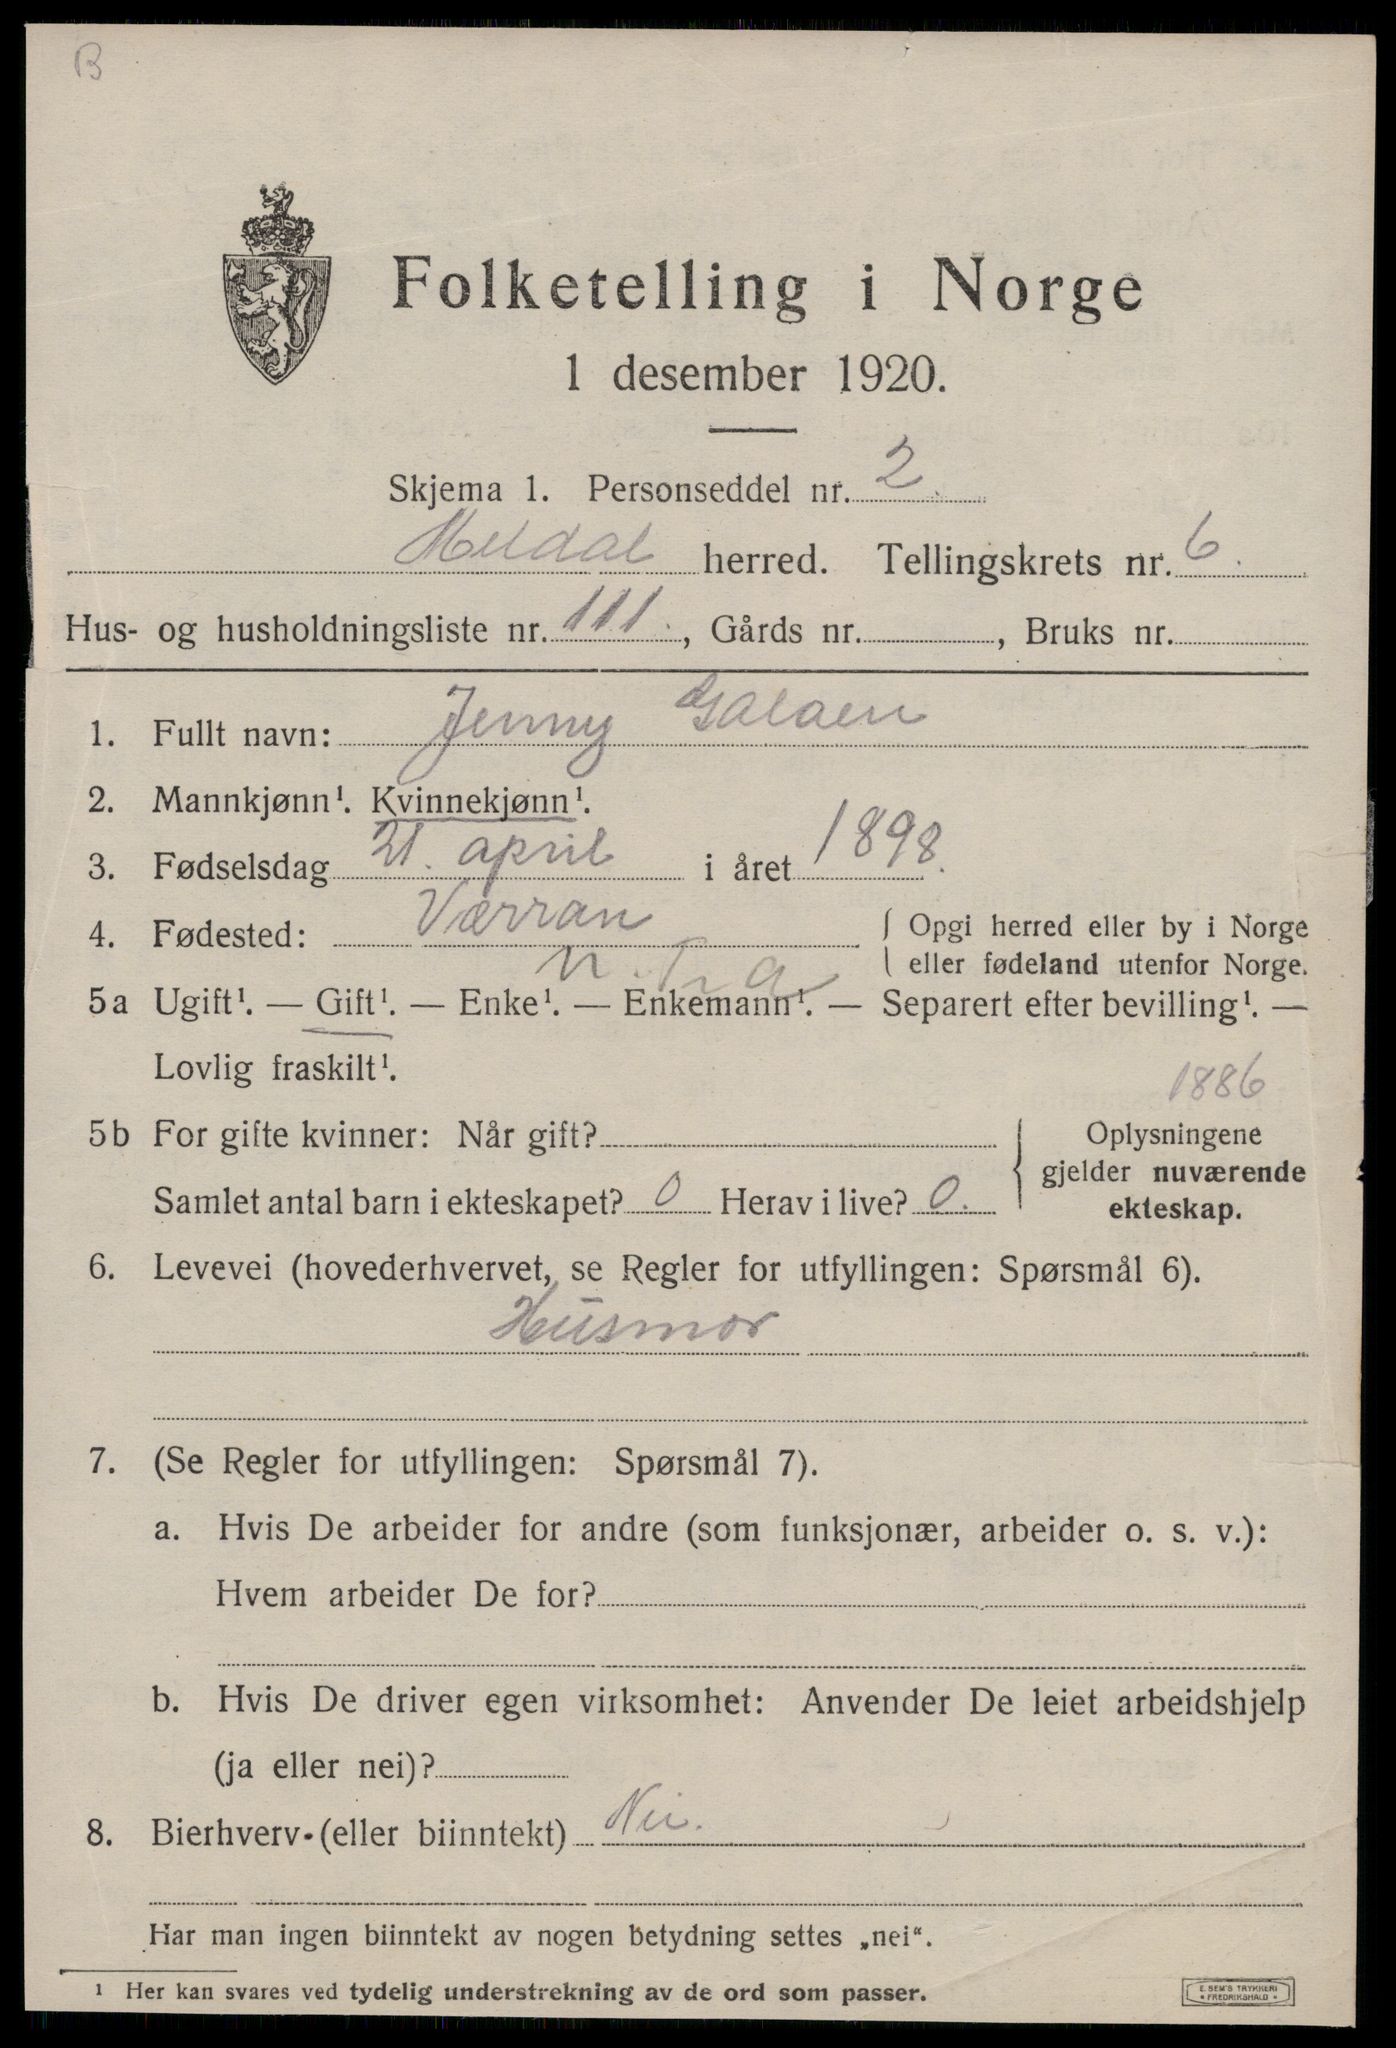 B
Folketelling i Norge
1 desember 1920.
Skjema 1. Personseddel nr. 2
Meldal herred. Tellingskrets nr. 6.
Hus- og husholdningsliste nr. 111., Gårds nr. , Bruks nr.
1. Fullt navn: Jenny Galaen
2. Mannkjønn¹. Kvinnekjønn¹.
3. Fødselsdag 21. april i året 1898.
4. Fødested: Værran { Opgi herred eller by i Norge
eller fødeland utenfor Norge.
5a Ugift¹. — Gift¹. — Enke¹. — Enkemann¹. — Separert efter bevilling¹. —
Lovlig fraskilt¹.
1886
5b For gifte kvinner: Når gift? } Oplysningene
gjelder nuværende
Samlet antal barn i ekteskapet? 0 Herav i live? 0. ekteskap.
6. Levevei (hovederhvervet, se Regler for utfyllingen: Spørsmål 6).
Husmor
7. (Se Regler for utfyllingen: Spørsmål 7).
a. Hvis De arbeider for andre (som funksjonær, arbeider o. s. v.):
Hvem arbeider De for?
b. Hvis De driver egen virksomhet: Anvender De leiet arbeidshjelp
(ja eller nei)?
8. Bierhverv (eller biinntekt) Nei.
Har man ingen biinntekt av nogen betydning settes „nei“.
¹ Her kan svares ved tydelig understrekning av de ord som passer.
E. SEM'S TRYKKERI
FREDRIKSHALD